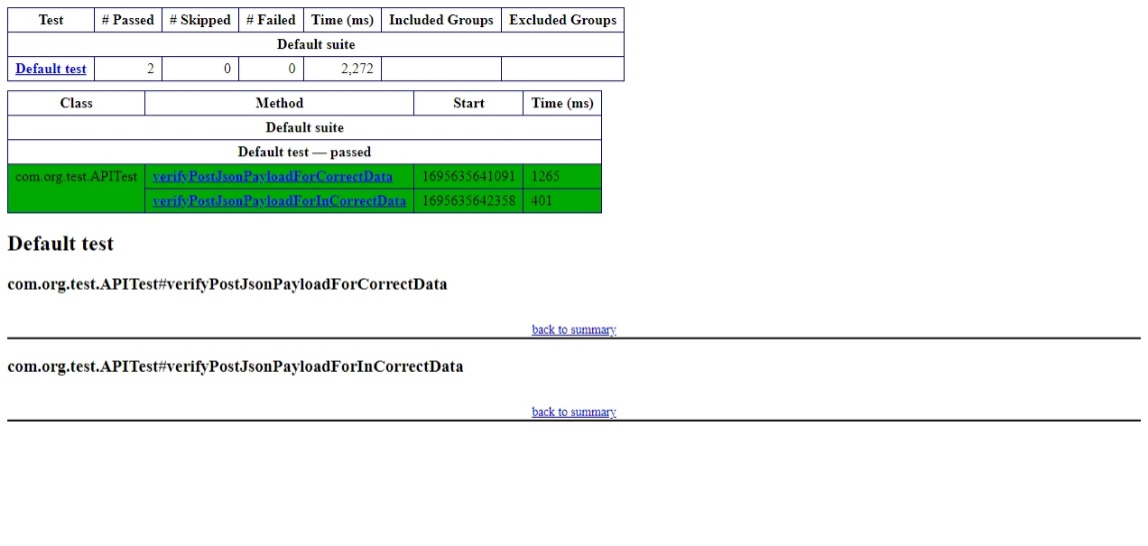 Test # Passed # Skipped # Failed Time (ms) Included Groups Excluded Groups
Default suite
Default test 2 0 0 2,272
Class Method Start Time (ms)
Default suite
Default test — passed
com.org.test.APITest verifyPostJsonPayloadForCorrectData 1695635641091 1265
verifyPostJsonPayloadForInCorrectData 1695635642358 401
Default test
com.org.test.APITest#verifyPostJsonPayloadForCorrectData
back to summary
com.org.test.APITest#verifyPostJsonPayloadForInCorrectData
back to summary